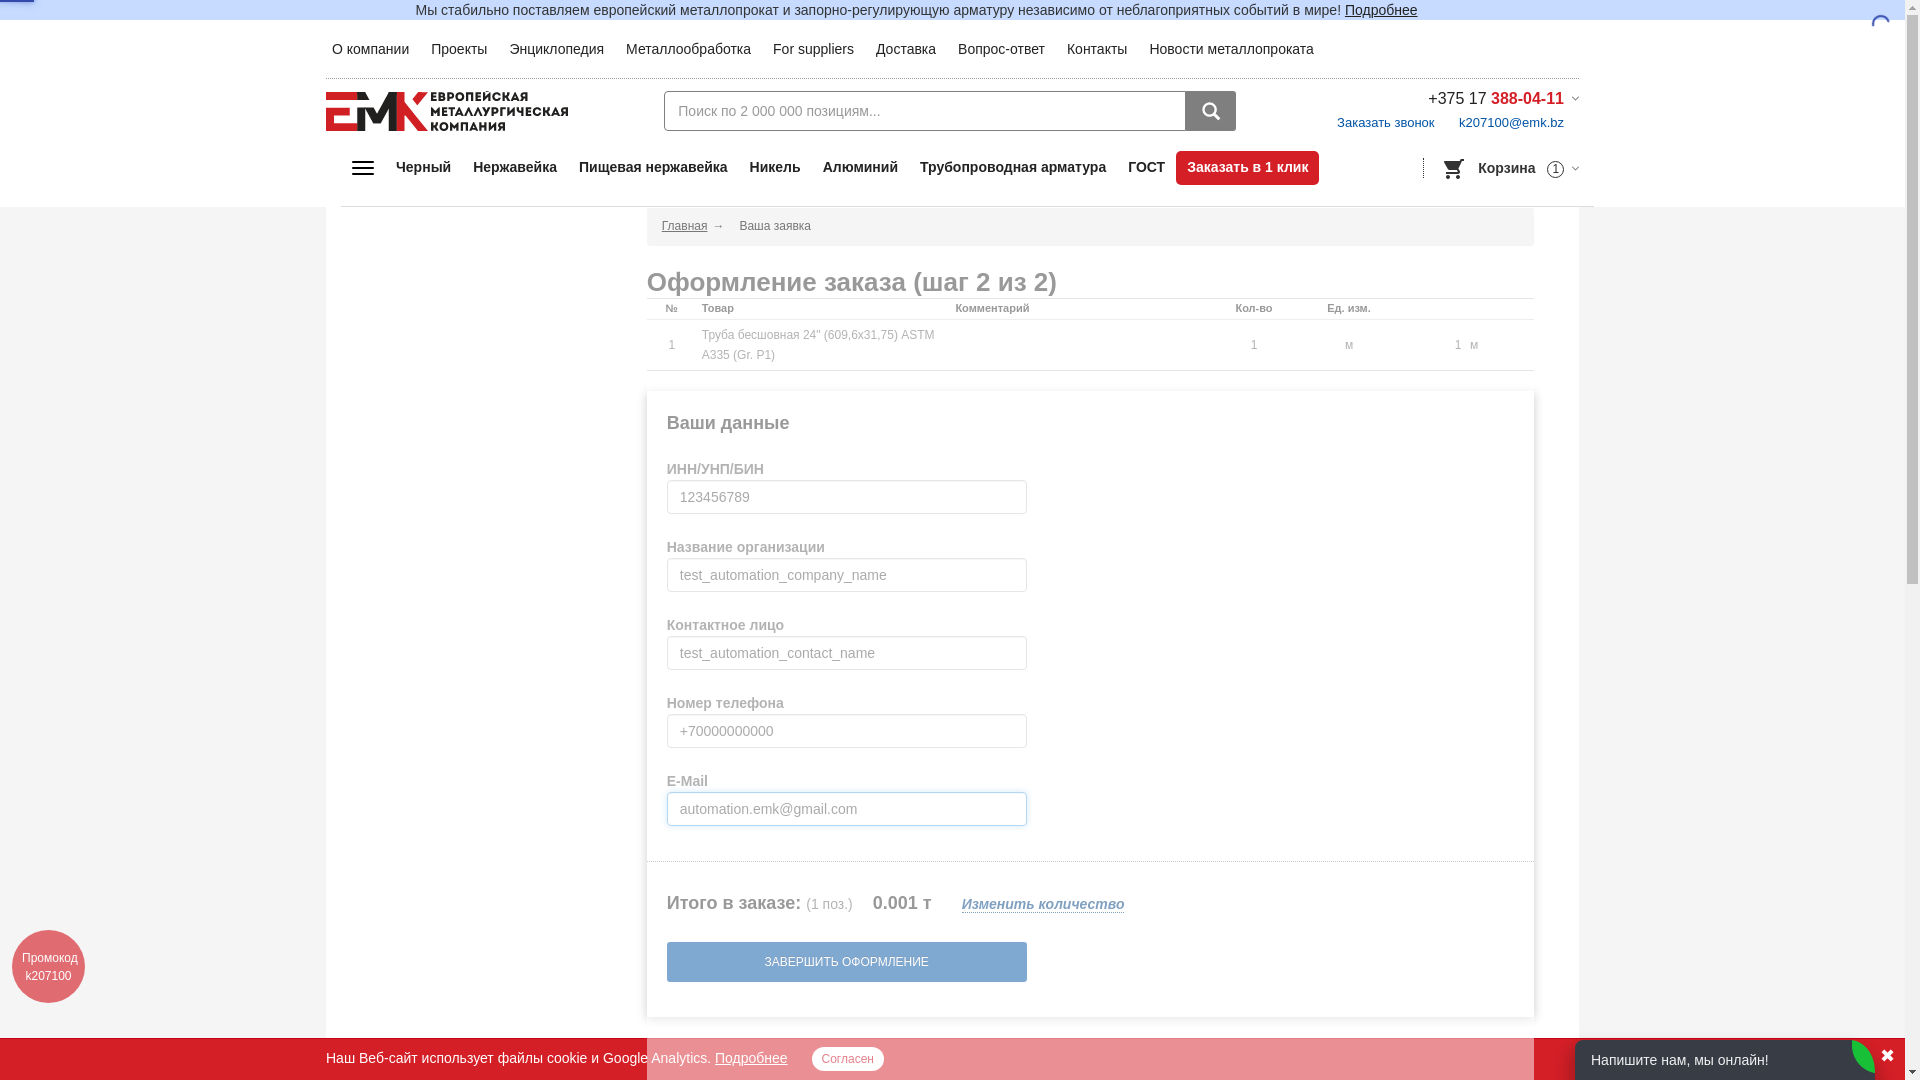 Мы стабильно поставляем европейский металлопрокат и запорно-регулирующую арматуру независимо от неблагоприятных событий в мире! Подробнее
О компании Проекты Энциклопедия Металлообработка For suppliers Доставка Вопрос-ответ Контакты Новости металлопроката
ЕМК ЕВРОПЕЙСКАЯ
МЕТАЛЛУРГИЧЕСКАЯ
КОМПАНИЯ
Поиск по 2 000 000 позициям...
+375 17 388-04-11
Заказать звонок k207100@emk.bz
Черный Нержавейка Пищевая нержавейка Никель Алюминий Трубопроводная арматура ГОСТ Заказать в 1 клик
Корзина 1
Главная → Ваша заявка
Оформление заказа (шаг 2 из 2)
№ Товар Комментарий Кол-во Ед. изм.
1 Труба бесшовная 24" (609,6х31,75) ASTM
A335 (Gr. P1) 1 м 1 м
Ваши данные
ИНН/УНП/БИН
123456789
Название организации
test_automation_company_name
Контактное лицо
test_automation_contact_name
Номер телефона
+70000000000
E-Mail
automation.emk@gmail.com
Итого в заказе: (1 поз.) 0.001 т Изменить количество
ЗАВЕРШИТЬ ОФОРМЛЕНИЕ
Промокод
k207100
Наш Веб-сайт использует файлы cookie и Google Analytics. Подробнее Согласен
Напишите нам, мы онлайн!